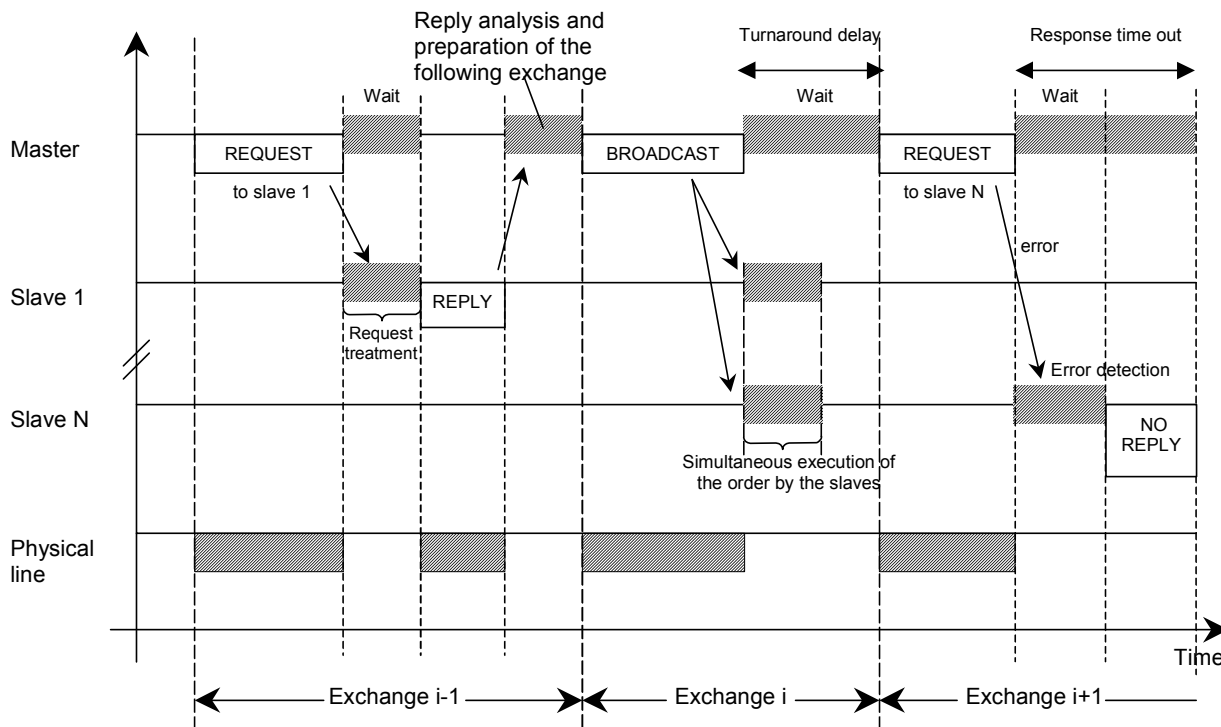 Reply analysis and
preparation of the
following exchange
Turnaround delay
Response time out
Wait
Wait
Wait
Master
REQUEST
BROADCAST
REQUEST
to slave 1
to slave N
error
Slave 1
REPLY
Request
treatment
Error detection
Slave N
NO
REPLY
Simultaneous execution of
the order by the slaves
Physical
line
Time
Exchange i-1
Exchange i
Exchange i+1